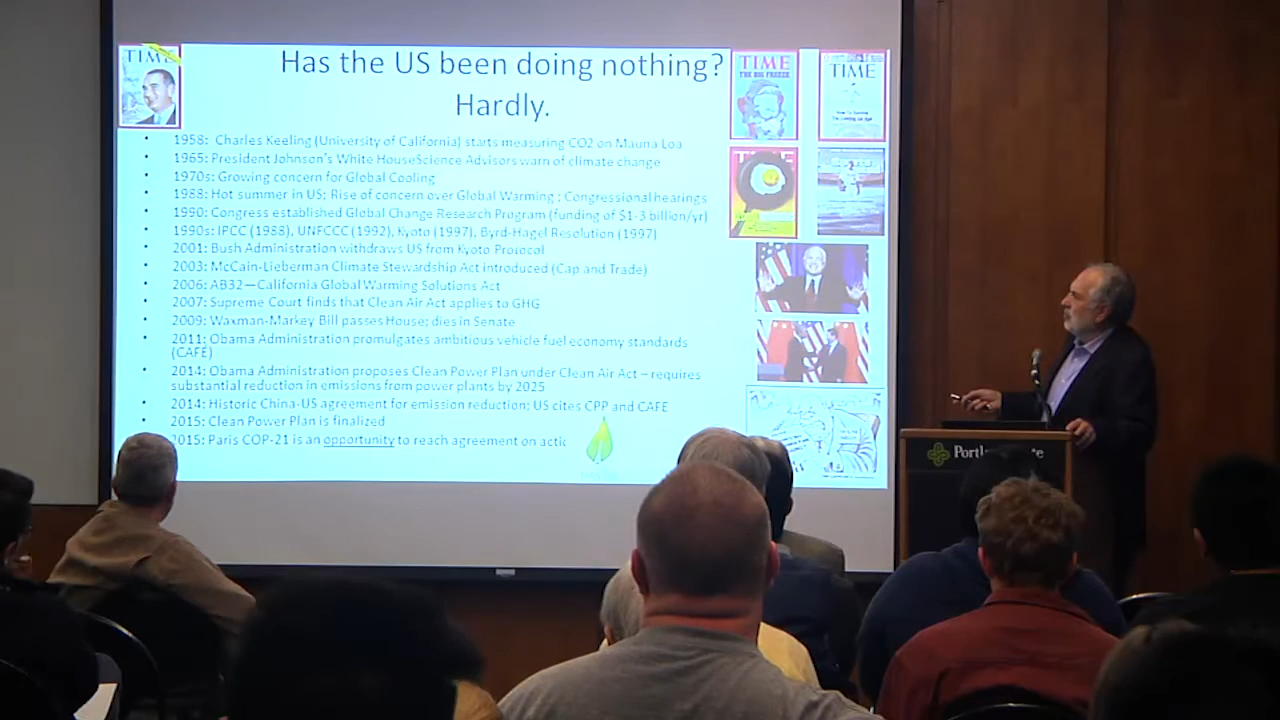 TIME
Has the US been doing nothing?
Hardly.
TIME
THE BIG FREEZE
TIME
• 1958: Charles Keeling (University of California) starts measuring CO2 on Mauna Loa
• 1965: President Johnson's White HouseScience Advisors warn of climate change
• 1970s: Growing concern for Global Cooling
• 1988: Hot summer in US; Rise of concern over Global Warming ; Congressional hearings
• 1990: Congress established Global Change Research Program (funding of $1-3 billion/yr)
• 1990s: IPCC (1988), UNFCCC (1992), Kyoto (1997), Byrd-Hagel Resolution (1997)
• 2001: Bush Administration withdraws US from Kyoto Protocol
• 2003: McCain-Lieberman Climate Stewardship Act introduced (Cap and Trade)
• 2006: AB32—California Global Warming Solutions Act
• 2007: Supreme Court finds that Clean Air Act applies to GHG
• 2009: Waxman-Markey Bill passes House; dies in Senate
• 2011: Obama Administration promulgates ambitious vehicle fuel economy standards
(CAFÉ)
• 2014: Obama Administration proposes Clean Power Plan under Clean Air Act – requires
substantial reduction in emissions from power plants by 2025
• 2014: Historic China-US agreement for emission reduction; US cites CPP and CAFE
• 2015: Clean Power Plan is finalized
2015: Paris COP-21 is an opportunity to reach agreement on actic